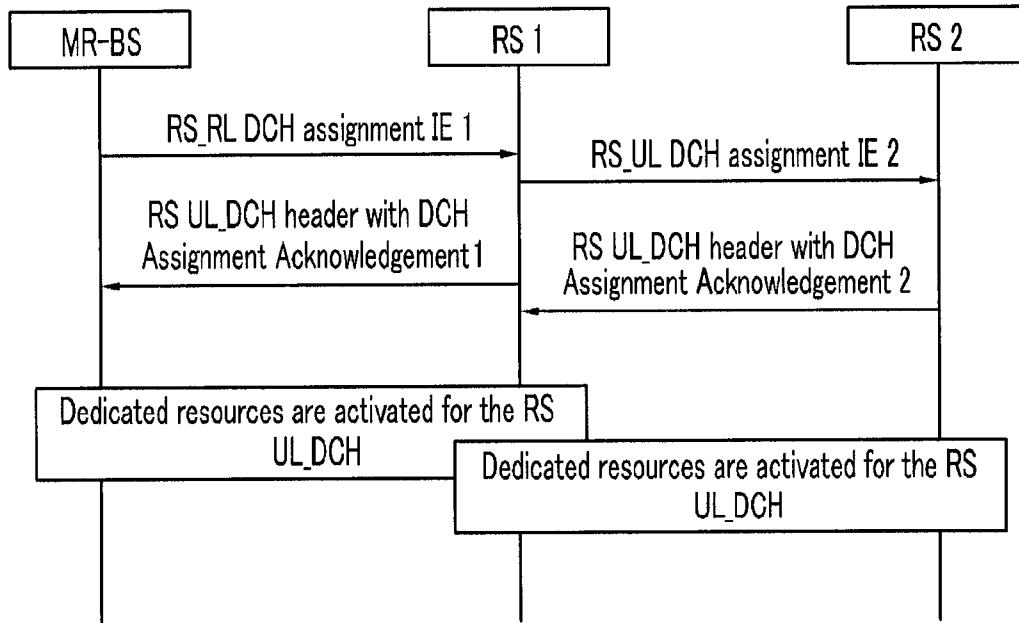 MR-BS
RS 1
RS 2
RS_RL DCH assignment IE 1
RS_UL DCH assignment IE 2
RS UL_DCH header with DCH
Assignment Acknowledgement 1
RS UL_DCH header with DCH
Assignment Acknowledgement 2
Dedicated resources are activated for the RS
UL_DCH
Dedicated resources are activated for the RS
UL_DCH